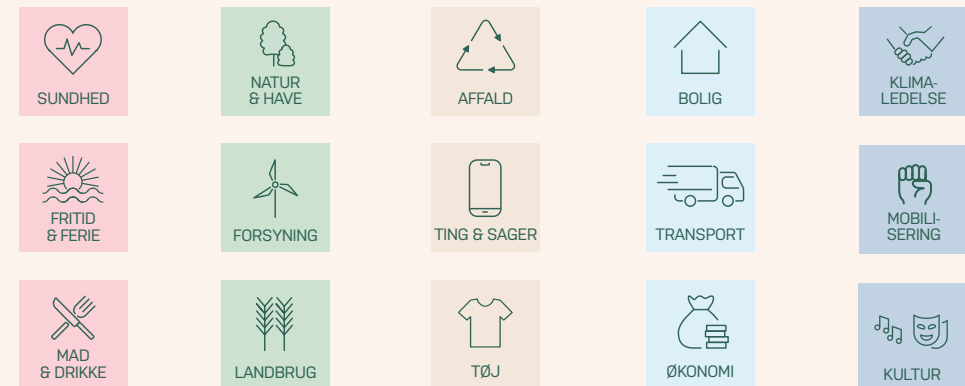 SUNDHED
NATUR
& HAVE
AFFALD
BOLIG
KLIMA-
LEDELSE
FRITID
& FERIE
FORSYNING
TING & SAGER
TRANSPORT
MOBILI-
SERING
MAD
& DRIKKE
LANDBRUG
TØJ
ØKONOMI
KULTUR